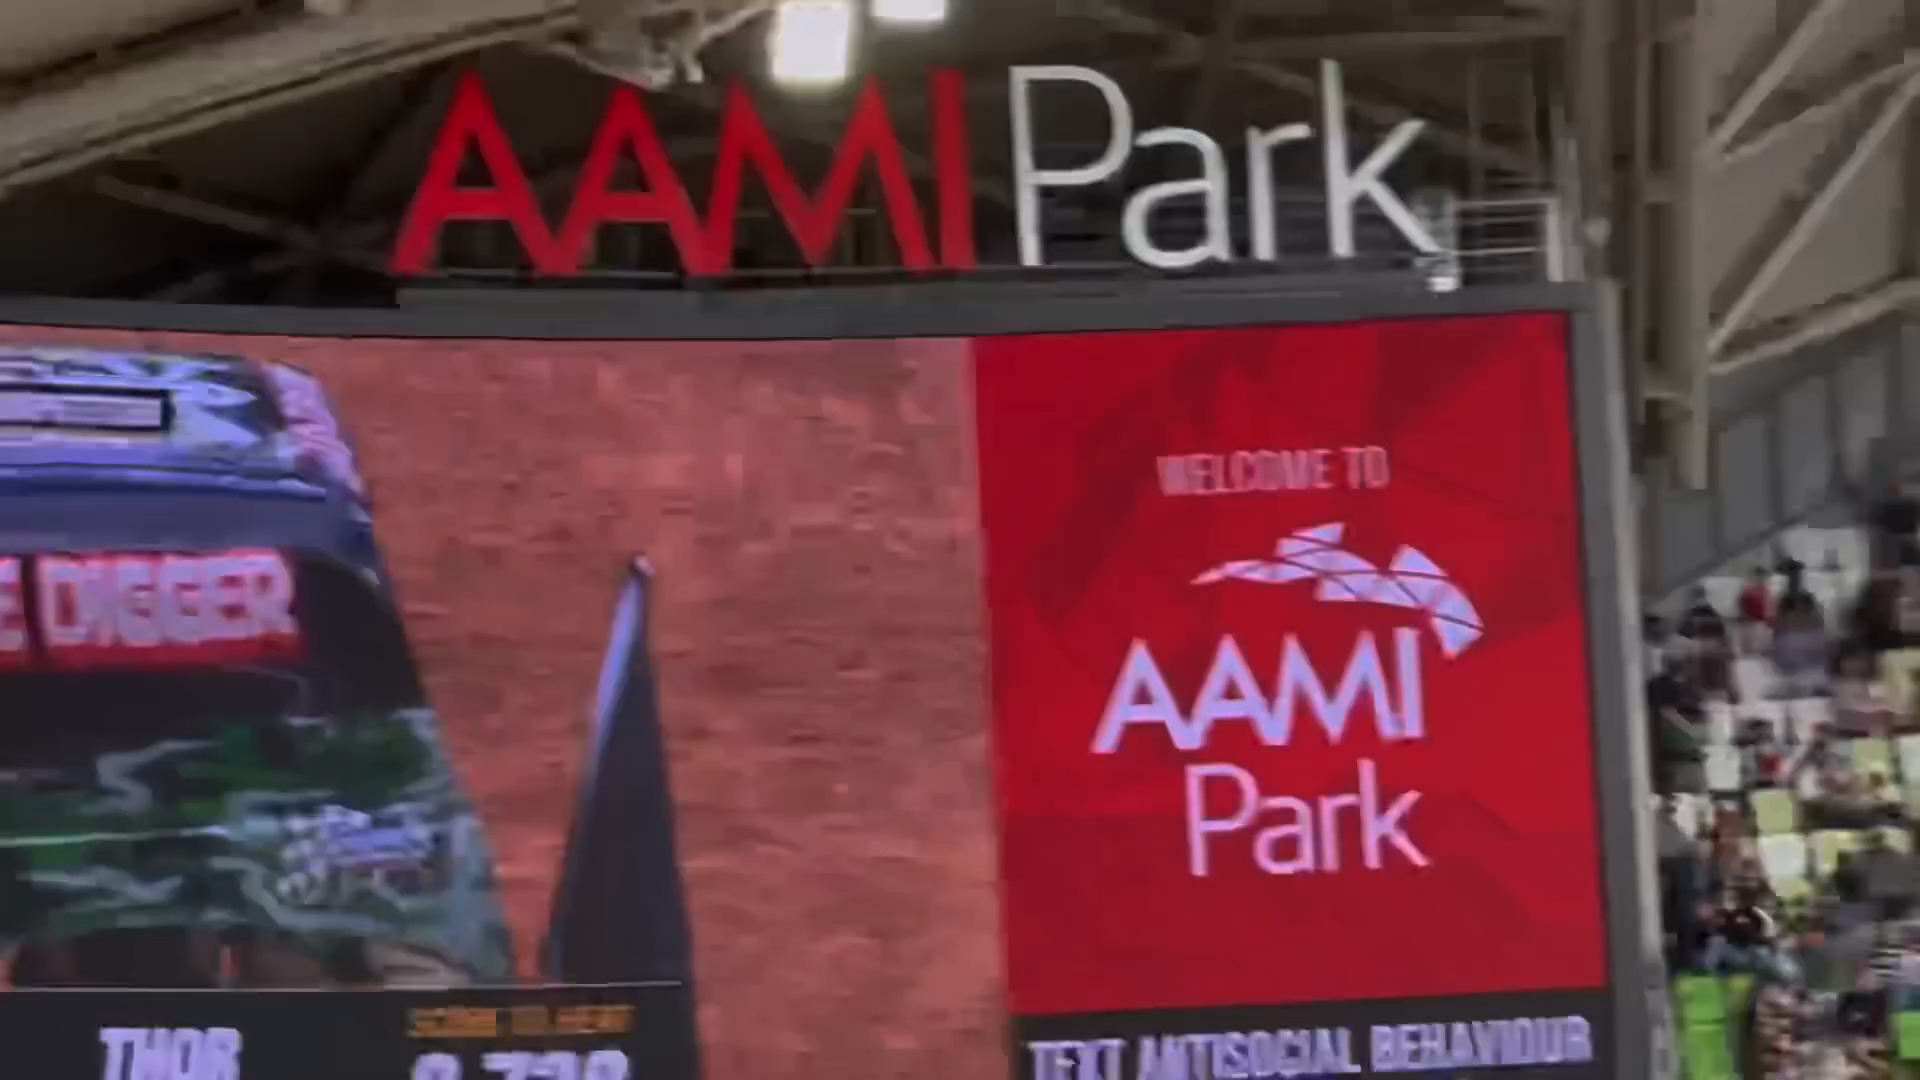 AAMI Park
WELCOME TO
AAMI
Park
DIGGER
THOR
TEXT ANTISOCIAL BEHAVIOUR